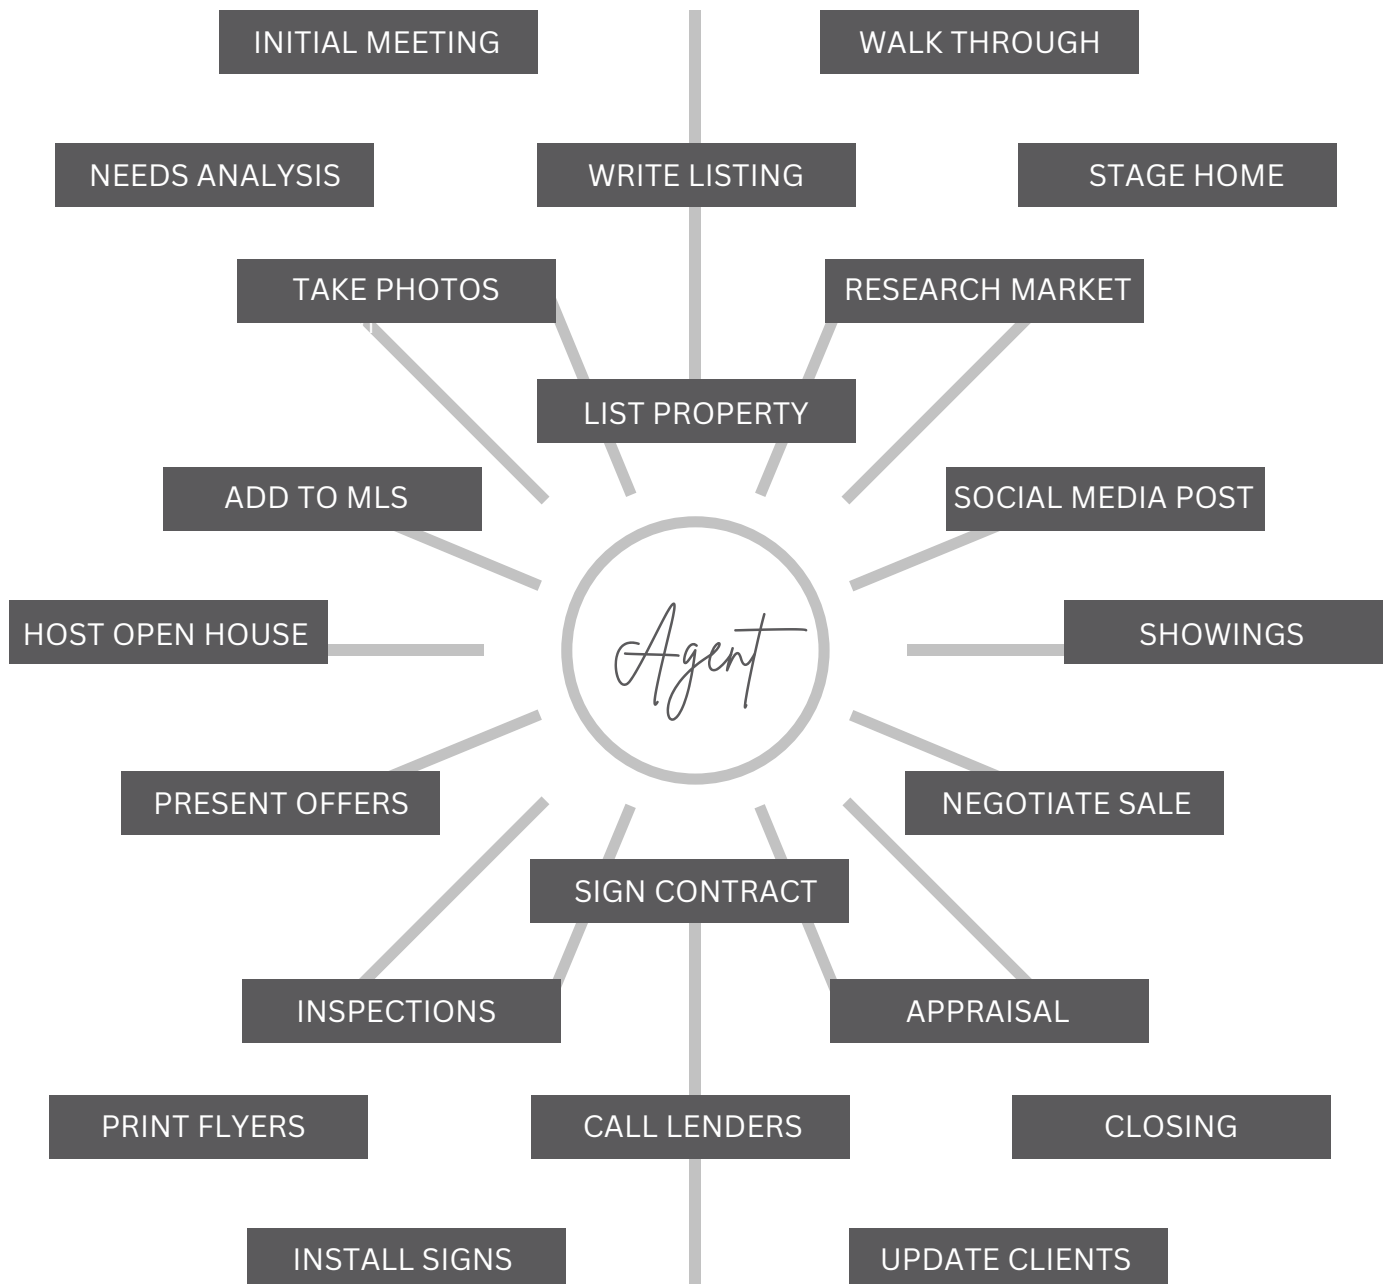 INITIAL MEETING
WALK THROUGH
NEEDS ANALYSIS
WRITE LISTING
STAGE HOME
TAKE PHOTOS
RESEARCH MARKET
LIST PROPERTY
ADD TO MLS
SOCIAL MEDIA POST
HOST OPEN HOUSE
Agent
SHOWINGS
PRESENT OFFERS
NEGOTIATE SALE
SIGN CONTRACT
INSPECTIONS
APPRAISAL
PRINT FLYERS
CALL LENDERS
CLOSING
INSTALL SIGNS
UPDATE CLIENTS